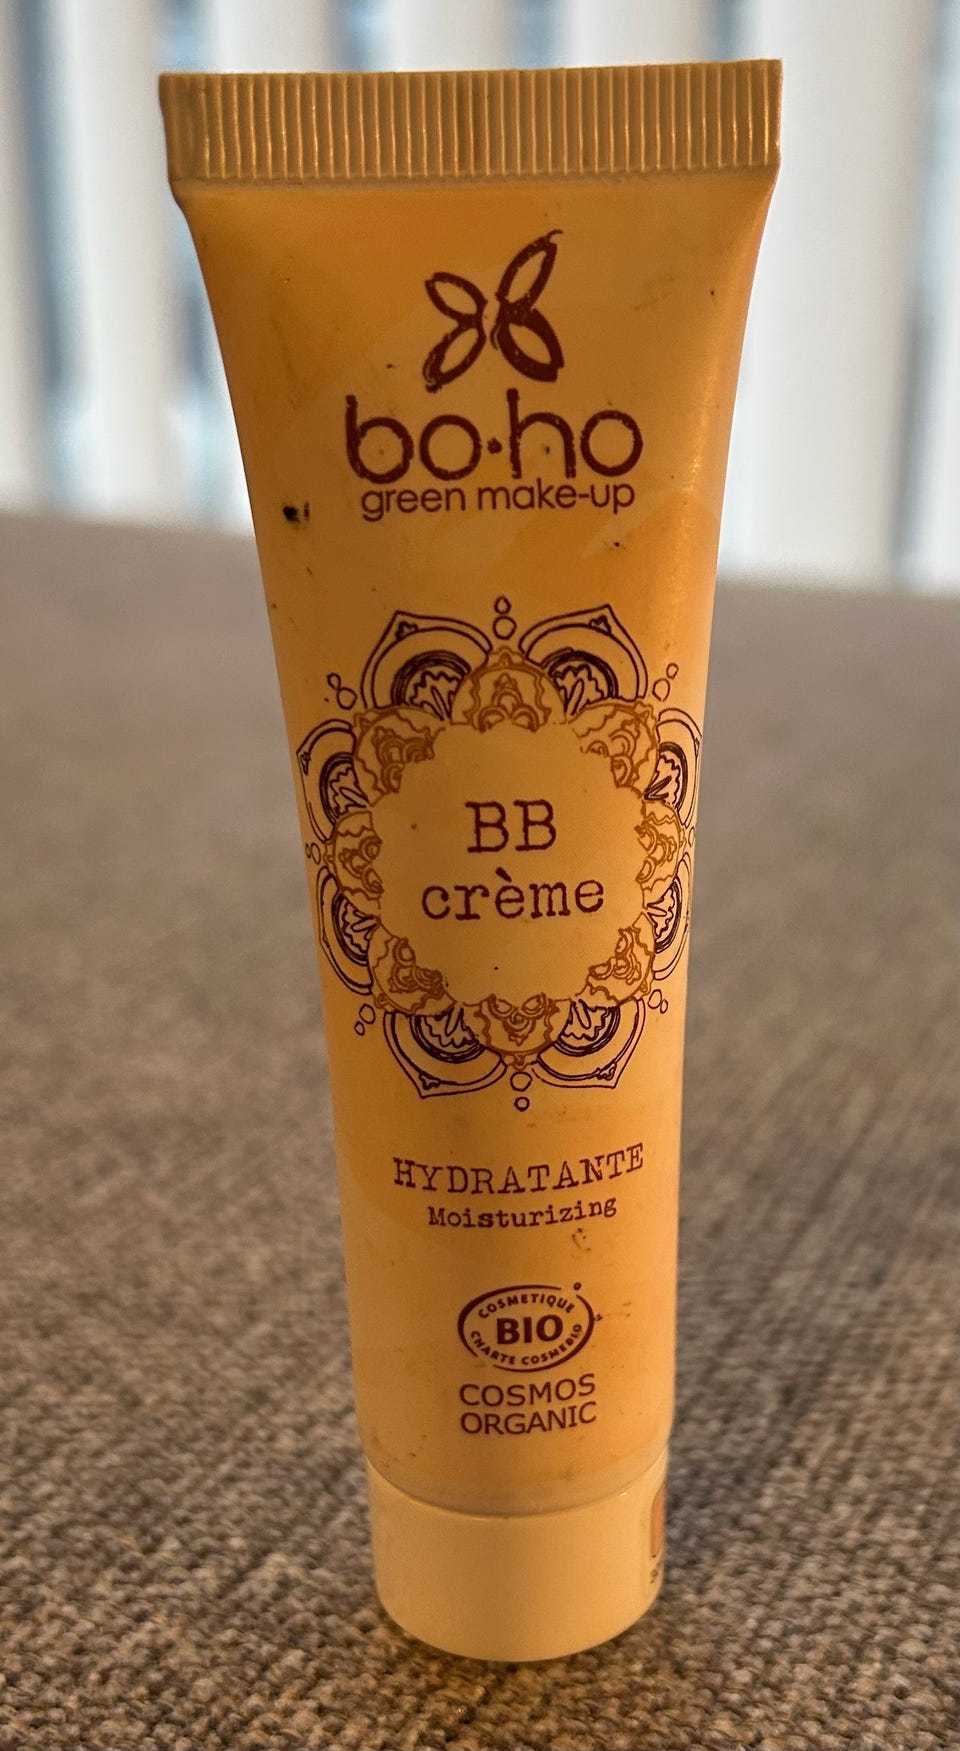 bo·ho
green make-up
BB
crème
HYDRATANTE
Moisturizing
COSMETIQUE
BIO
CHARTE COSMEBIO
COSMOS
ORGANIC